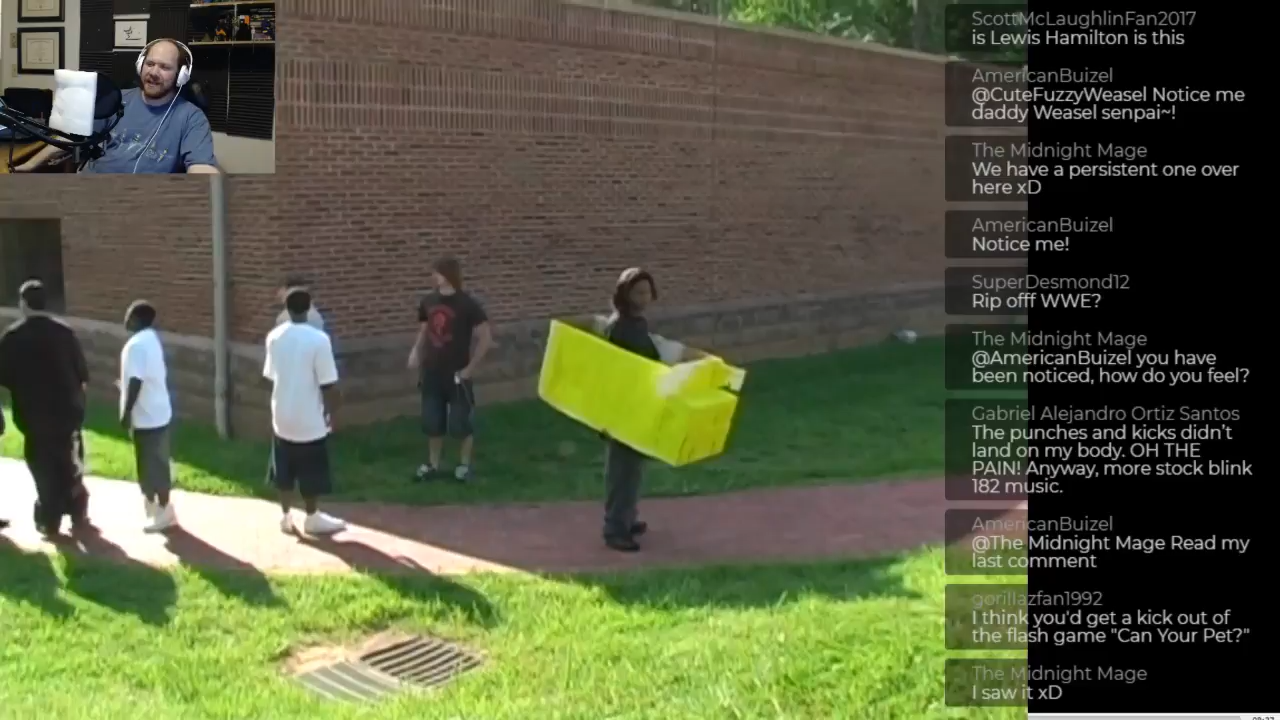 ScottMcLaughlinFan2017
is Lewis Hamilton is this
AmericanBuizel
@CuteFuzzyWeasel Notice me
daddy Weasel senpai~!
The Midnight Mage
We have a persistent one over
here xD
AmericanBuizel
Notice me!
SuperDesmond12
Rip offf WWE?
The Midnight Mage
@AmericanBuizel you have
been noticed, how do you feel?
Gabriel Alejandro Ortiz Santos
The punches and kicks didn't
land on my body. OH THE
PAIN! Anyway, more stock blink
182 music.
AmericanBuizel
@The Midnight Mage Read my
last comment
gorillazfan1992
I think you'd get a kick out of
the flash game "Can Your Pet?"
The Midnight Mage
I saw it xD